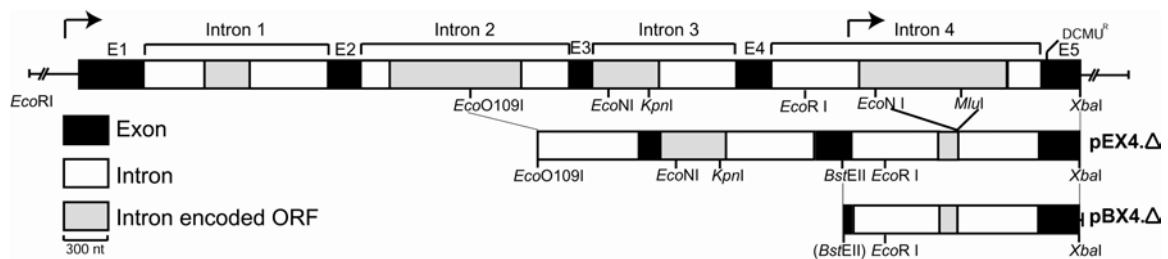 Intron 1 Intron 2 Intron 3 Intron 4 DCMU^R
E1 E2 E3 E4 E5
EcoRI EcoO109I EcoNI KpnI EcoR I EcoN I MluI XbaI
Exon
pEX4.Δ
EcoO109I EcoNI KpnI BstEII EcoR I XbaI
Intron
Intron encoded ORF
pBX4.Δ
300 nt
(BstEII) EcoR I XbaI